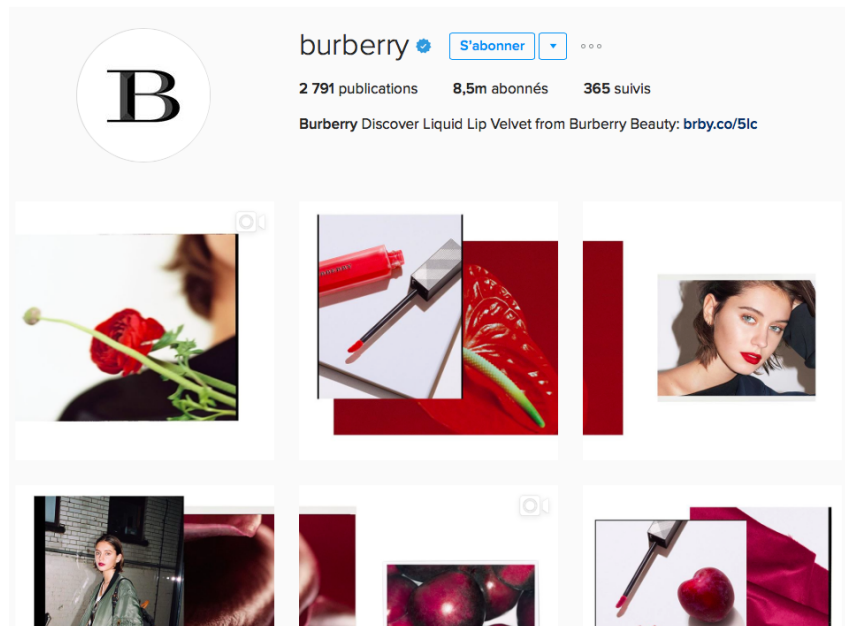 B
burberry
S'abonner
2 791 publications 8,5m abonnés 365 suivis
Burberry Discover Liquid Lip Velvet from Burberry Beauty: brby.co/5lc